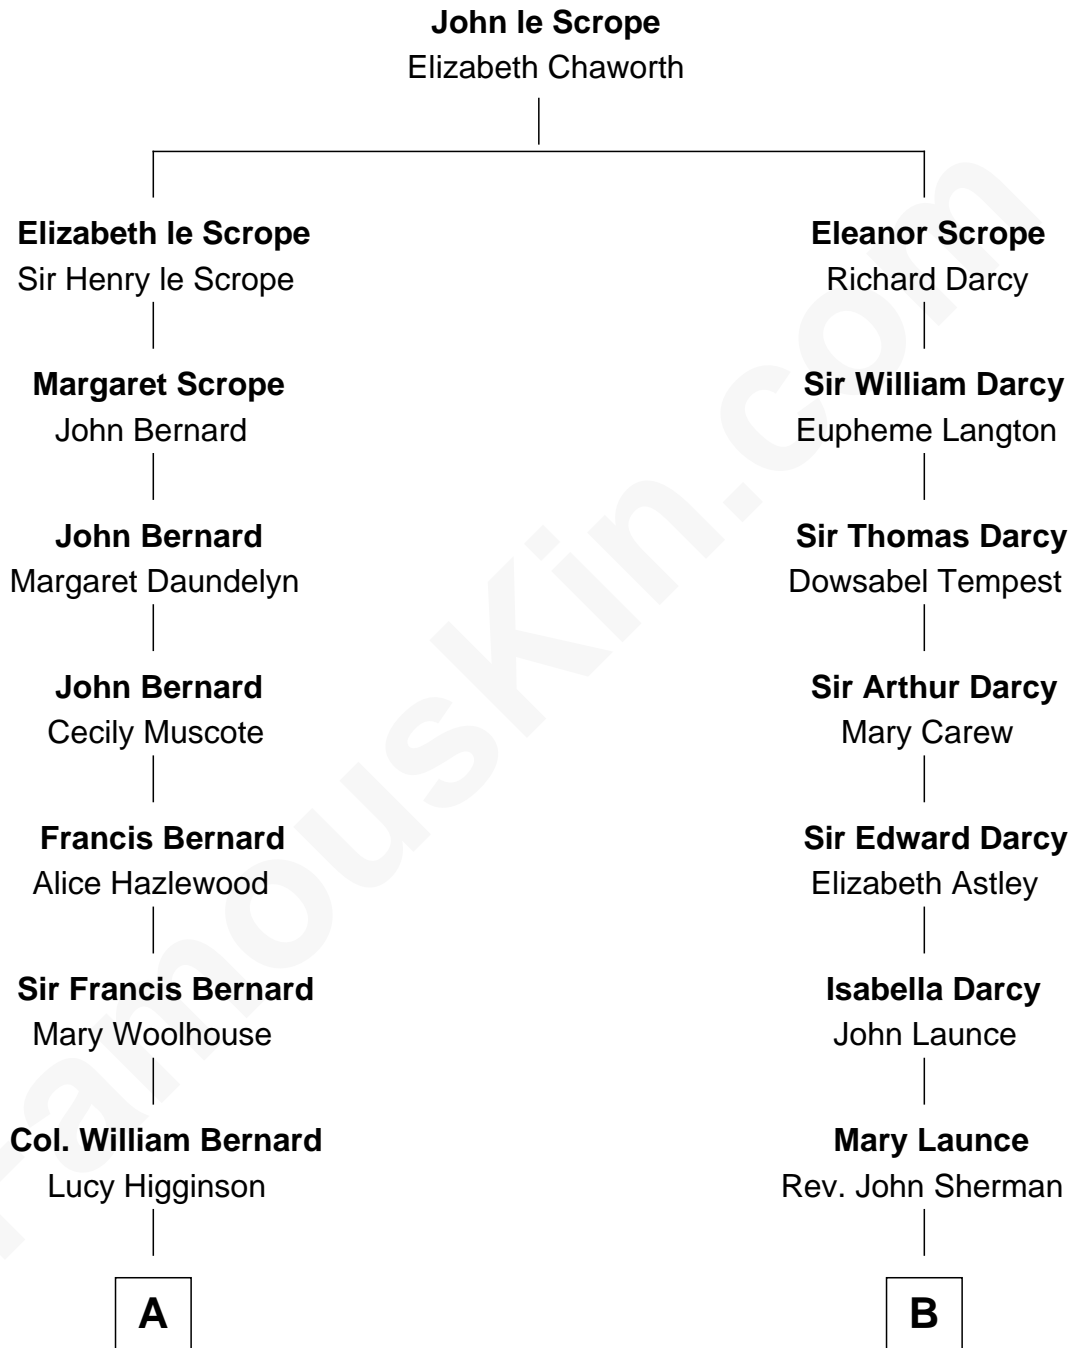 John le Scrope
Elizabeth Chaworth
Elizabeth le Scrope
Sir Henry le Scrope
Eleanor Scrope
Richard Darcy
Margaret Scrope
John Bernard
Sir William Darcy
Eupheme Langton
John Bernard
Margaret Daundelyn
Sir Thomas Darcy
Dowsabel Tempest
John Bernard
Cecily Muscote
Sir Arthur Darcy
Mary Carew
Francis Bernard
Alice Hazlewood
Sir Edward Darcy
Elizabeth Astley
Sir Francis Bernard
Mary Woolhouse
Isabella Darcy
John Launce
Col. William Bernard
Lucy Higginson
Mary Launce
Rev. John Sherman
A
B
FamousKin.com